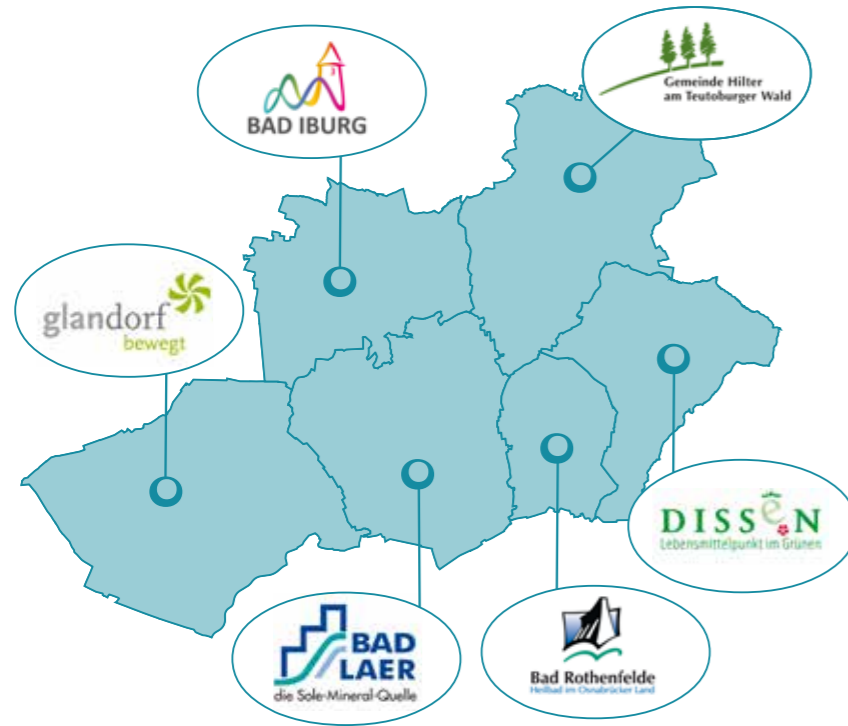 BAD IBURG
Gemeinde Hilter
am Teutoburger Wald
glandorf
bewegt
DISSEN
Lebensmittelpunkt im Grünen
BAD
LAER
die Sole-Mineral-Quelle
Bad Rothenfelde
Heilbad im Osnabrücker Land